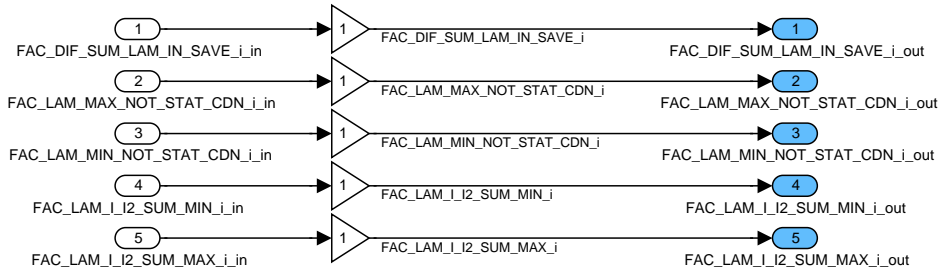 1 1 1
FAC_DIF_SUM_LAM_IN_SAVE_i_in FAC_DIF_SUM_LAM_IN_SAVE_i FAC_DIF_SUM_LAM_IN_SAVE_i_out
2 1 2
FAC_LAM_MAX_NOT_STAT_CDN_i_in FAC_LAM_MAX_NOT_STAT_CDN_i FAC_LAM_MAX_NOT_STAT_CDN_i_out
3 1 3
FAC_LAM_MIN_NOT_STAT_CDN_i_in FAC_LAM_MIN_NOT_STAT_CDN_i FAC_LAM_MIN_NOT_STAT_CDN_i_out
4 1 4
FAC_LAM_I_I2_SUM_MIN_i_in FAC_LAM_I_I2_SUM_MIN_i FAC_LAM_I_I2_SUM_MIN_i_out
5 1 5
FAC_LAM_I_I2_SUM_MAX_i_in FAC_LAM_I_I2_SUM_MAX_i FAC_LAM_I_I2_SUM_MAX_i_out